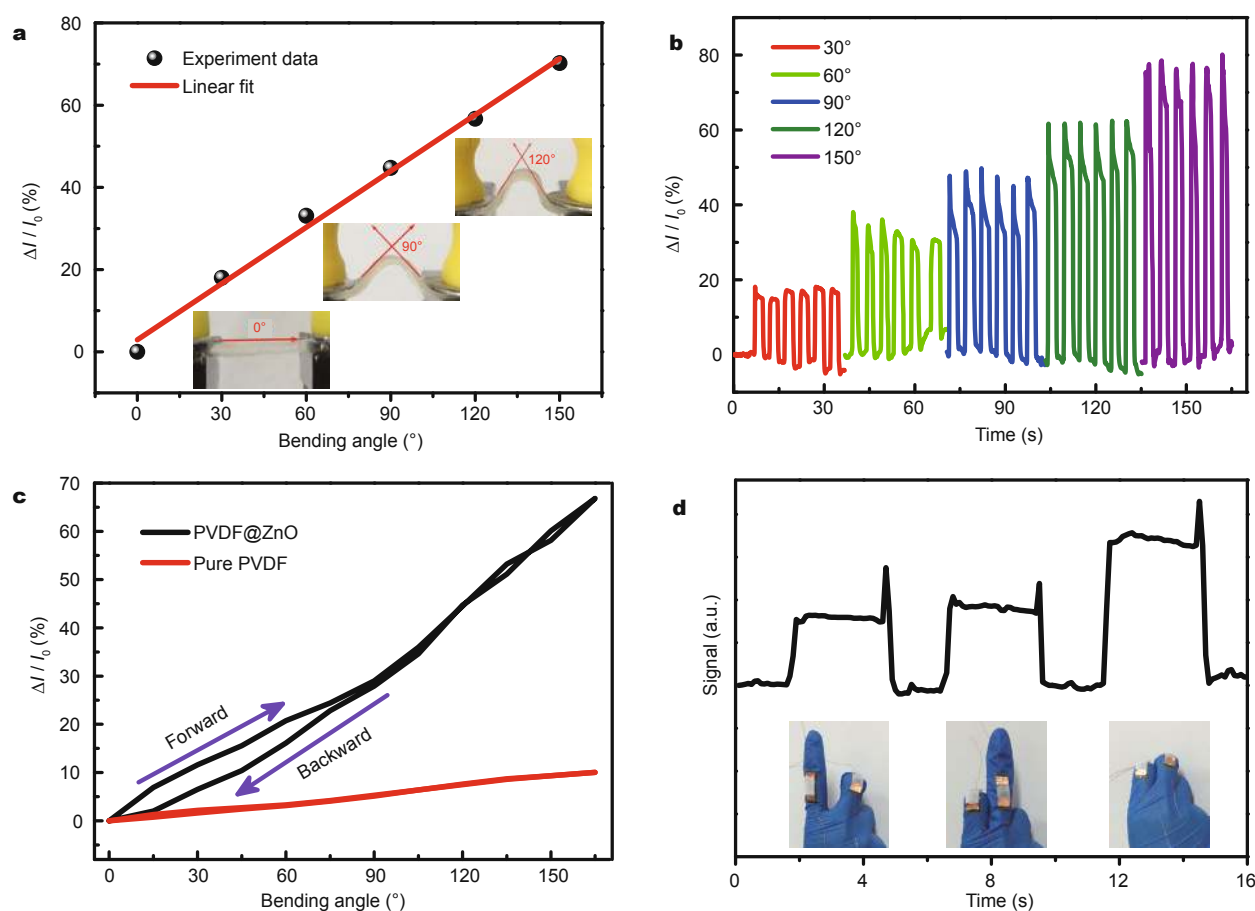 a
80
60
40
20
0
ΔI / I₀ (%)
Experiment data
Linear fit
0°
90°
120°
0 30 60 90 120 150
Bending angle (°)
b
80
60
40
20
0
ΔI / I₀ (%)
30°
60°
90°
120°
150°
0 30 60 90 120 150
Time (s)
c
70
60
50
40
30
20
10
0
ΔI / I₀ (%)
PVDF@ZnO
Pure PVDF
Forward
Backward
0 30 60 90 120 150
Bending angle (°)
d
Signal (a.u.)
0 4 8 12 16
Time (s)